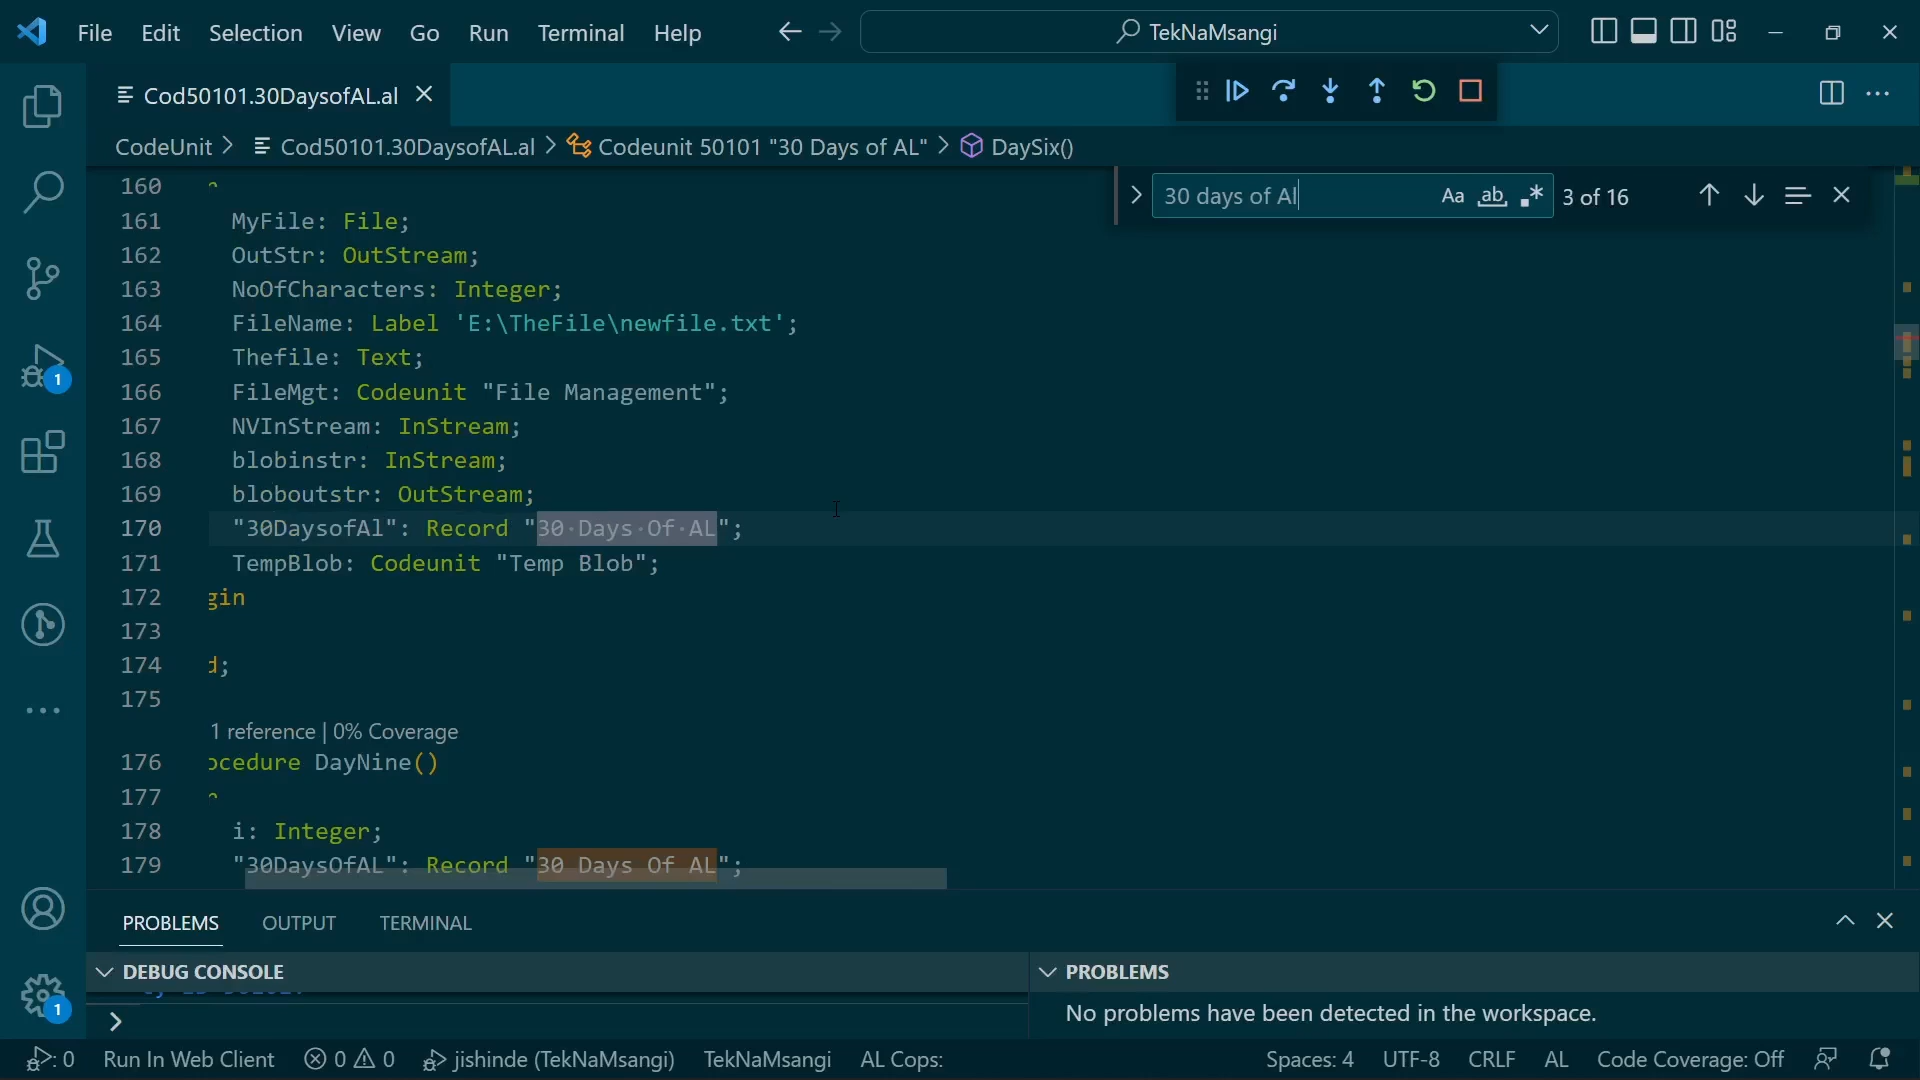 File Edit Selection View Go Run Terminal Help
TekNaMsangi
Cod50101.30DaysofAL.al
CodeUnit > Cod50101.30DaysofAL.al > Codeunit 50101 "30 Days of AL" > DaySix()
30 days of Al
Aa ab .* 3 of 16
160
161 MyFile: File;
162 OutStr: OutStream;
163 NoOfCharacters: Integer;
164 FileName: Label 'E:\TheFile\newfile.txt';
165 Thefile: Text;
166 FileMgt: Codeunit "File Management";
167 NVInStream: InStream;
168 blobinstr: InStream;
169 bloboutstr: OutStream;
170 "30DaysofAl": Record "30·Days·Of·AL";
171 TempBlob: Codeunit "Temp Blob";
172 gin
173
174 d;
175
1 reference | 0% Coverage
176 ocedure DayNine()
177
178 i: Integer;
179 "30DaysOfAL": Record "30 Days Of AL";
1
1
PROBLEMS OUTPUT TERMINAL
DEBUG CONSOLE
PROBLEMS
No problems have been detected in the workspace.
: 0 Run In Web Client 0 0 jishinde (TekNaMsangi) TekNaMsangi AL Cops: Spaces: 4 UTF-8 CRLF AL Code Coverage: Off